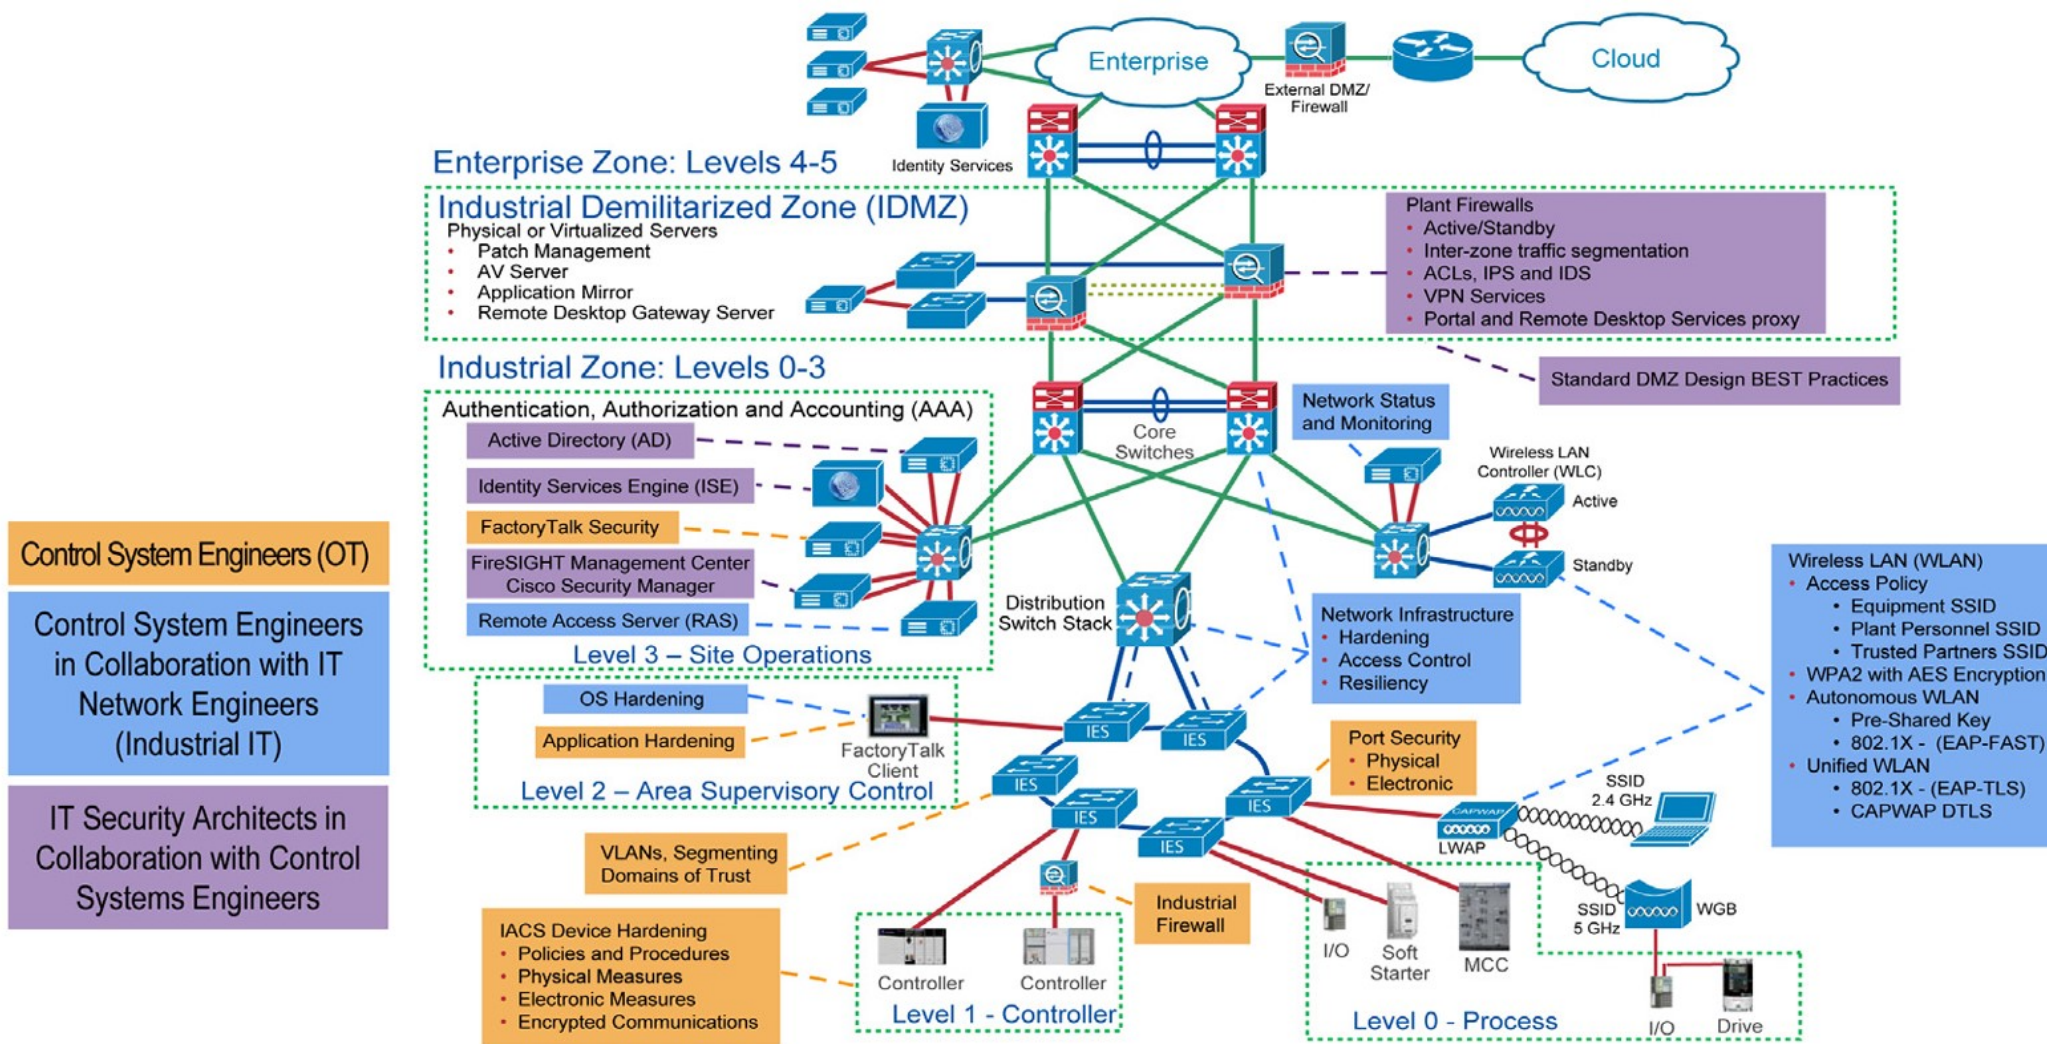 Enterprise
Cloud
External DMZ/
Firewall
Identity Services
Enterprise Zone: Levels 4-5
Industrial Demilitarized Zone (IDMZ)
Physical or Virtualized Servers
• Patch Management
• AV Server
• Application Mirror
• Remote Desktop Gateway Server
Plant Firewalls
• Active/Standby
• Inter-zone traffic segmentation
• ACLs, IPS and IDS
• VPN Services
• Portal and Remote Desktop Services proxy
Standard DMZ Design BEST Practices
Industrial Zone: Levels 0-3
Authentication, Authorization and Accounting (AAA)
Active Directory (AD)
Identity Services Engine (ISE)
FactoryTalk Security
FireSIGHT Management Center
Cisco Security Manager
Remote Access Server (RAS)
Level 3 – Site Operations
Core
Switches
Network Status
and Monitoring
Wireless LAN
Controller (WLC)
Active
Standby
Distribution
Switch Stack
Network Infrastructure
• Hardening
• Access Control
• Resiliency
Wireless LAN (WLAN)
• Access Policy
• Equipment SSID
• Plant Personnel SSID
• Trusted Partners SSID
• WPA2 with AES Encryption
• Autonomous WLAN
• Pre-Shared Key
• 802.1X - (EAP-FAST)
• Unified WLAN
• 802.1X - (EAP-TLS)
• CAPWAP DTLS
Control System Engineers (OT)
Control System Engineers
in Collaboration with IT
Network Engineers
(Industrial IT)
IT Security Architects in
Collaboration with Control
Systems Engineers
OS Hardening
Application Hardening
FactoryTalk
Client
Level 2 – Area Supervisory Control
IES
IES
IES
IES
IES
IES
Port Security
• Physical
• Electronic
CAPWAP
LWAP
SSID
2.4 GHz
SSID
5 GHz
WGB
VLANs, Segmenting
Domains of Trust
Industrial
Firewall
IACS Device Hardening
• Policies and Procedures
• Physical Measures
• Electronic Measures
• Encrypted Communications
Controller
Controller
Level 1 - Controller
I/O
Soft
Starter
MCC
Level 0 - Process
I/O
Drive